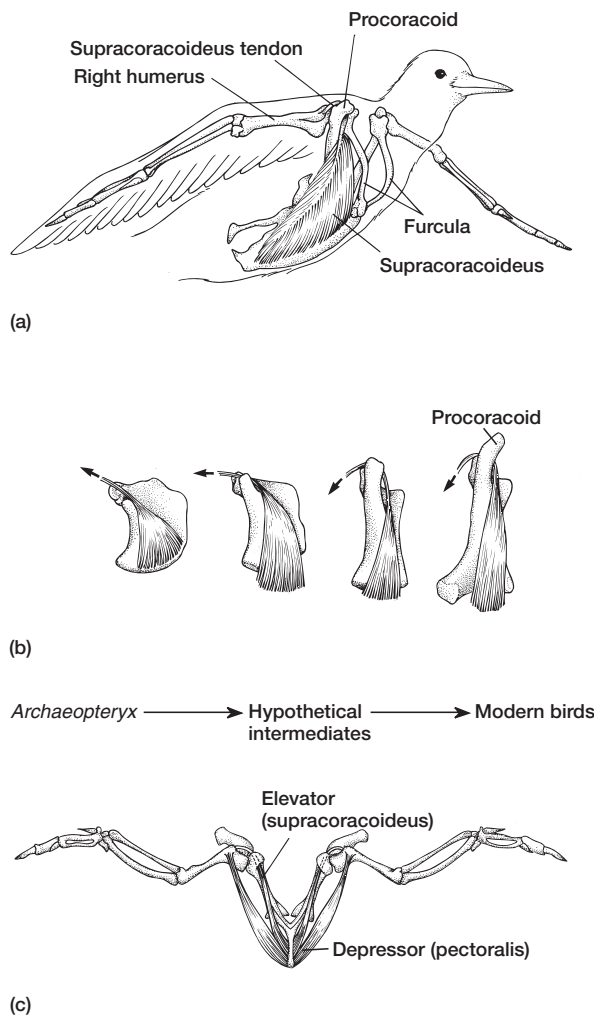 Procoracoid
Supracoracoideus tendon
Right humerus
Furcula
Supracoracoideus
(a)
Procoracoid
(b)
Archaeopteryx
Hypothetical
intermediates
Modern birds
Elevator
(supracoracoideus)
Depressor (pectoralis)
(c)